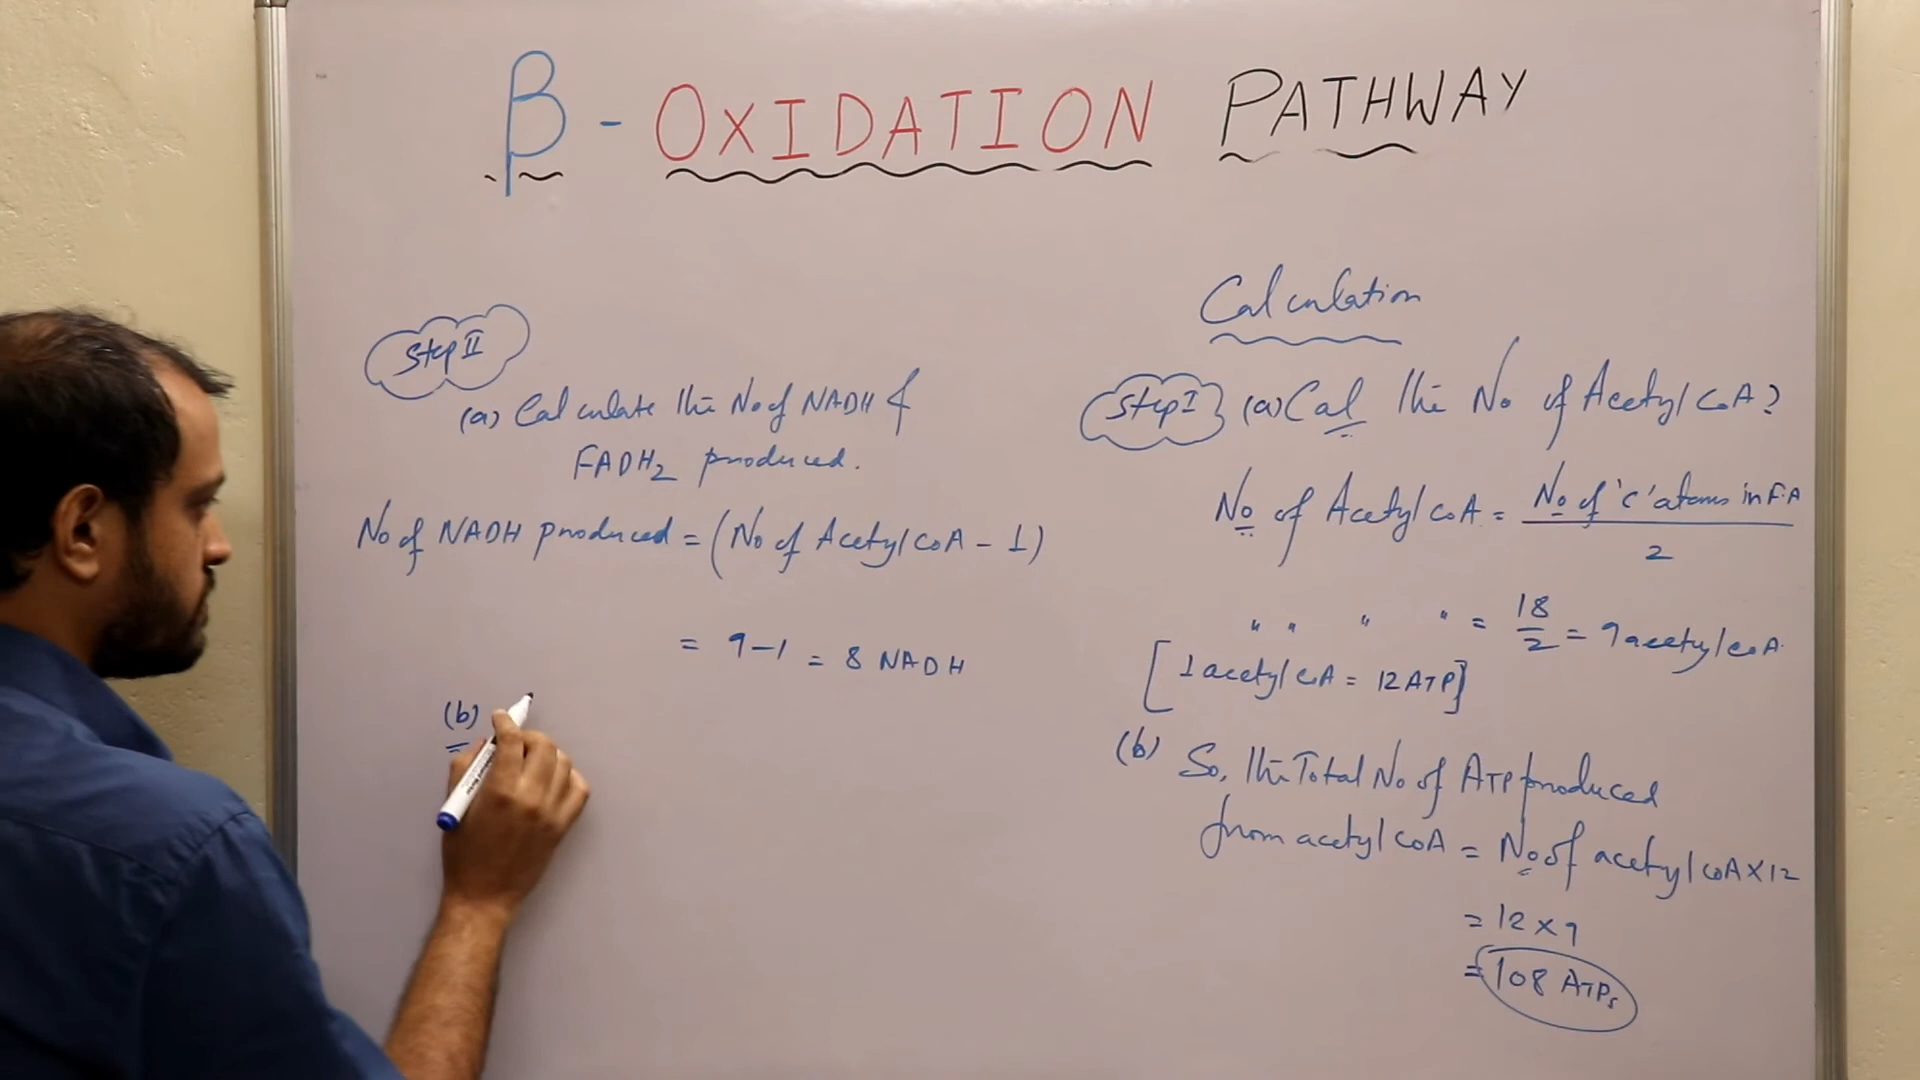 β - OXIDATION PATHWAY
Calculation
Step I (a) Cal the No of Acetyl CoA?
No of Acetyl CoA = No of 'C' atoms in F.A
2
" " " " = 18/2 = 9 acetyl CoA
[1 acetyl CoA = 12 ATP]
(b) So, the Total No of ATP produced
from acetyl CoA = No of acetyl CoA X 12
= 12 x 9
= 108 ATPs
Step II
(a) Calculate the No of NADH &
FADH2 produced.
No of NADH produced = (No of Acetyl CoA - 1)
= 9-1 = 8 NADH
(b)